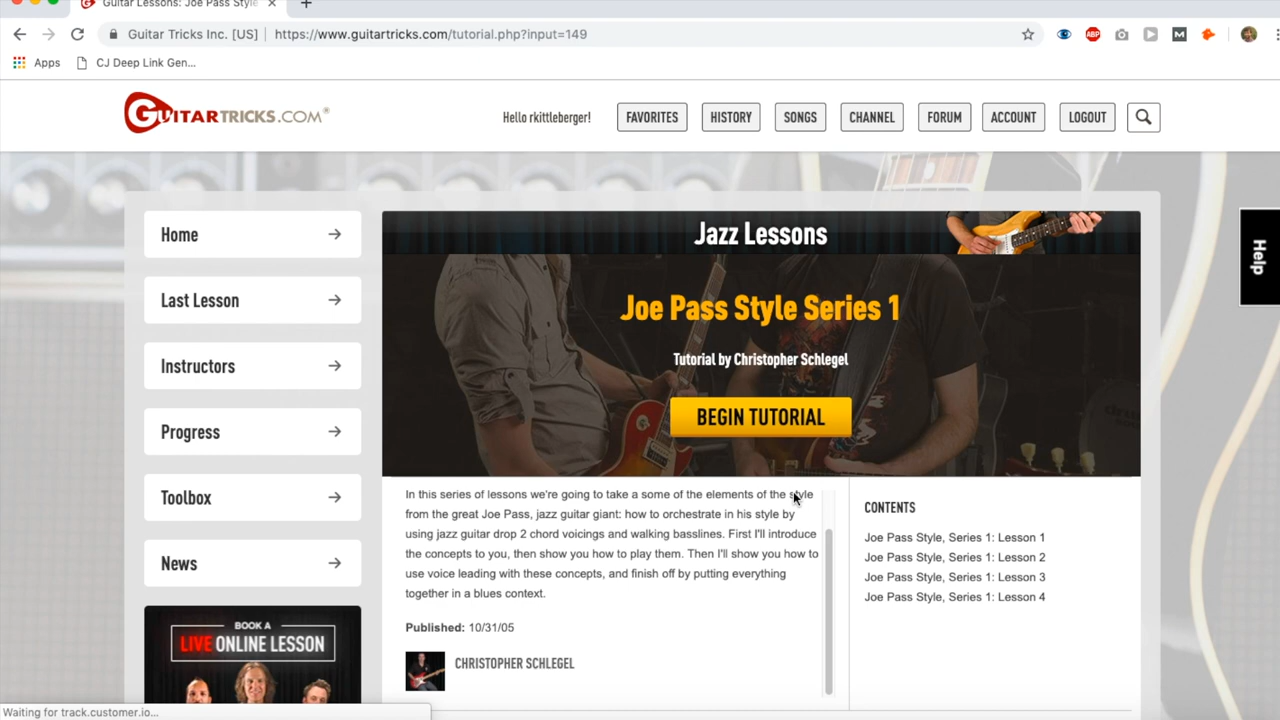 Guitar Lessons: Joe Pass Style
Guitar Tricks Inc. [US] | https://www.guitartricks.com/tutorial.php?input=149
Apps CJ Deep Link Gen...
GUITARTRICKS.COM®
Hello rkittleberger!
FAVORITES
HISTORY
SONGS
CHANNEL
FORUM
ACCOUNT
LOGOUT
Home
Last Lesson
Instructors
Progress
Toolbox
News
BOOK A
LIVE ONLINE LESSON
Jazz Lessons
Joe Pass Style Series 1
Tutorial by Christopher Schlegel
BEGIN TUTORIAL
In this series of lessons we're going to take a some of the elements of the style
from the great Joe Pass, jazz guitar giant: how to orchestrate in his style by
using jazz guitar drop 2 chord voicings and walking basslines. First I'll introduce
the concepts to you, then show you how to play them. Then I'll show you how to
use voice leading with these concepts, and finish off by putting everything
together in a blues context.
Published: 10/31/05
CHRISTOPHER SCHLEGEL
CONTENTS
Joe Pass Style, Series 1: Lesson 1
Joe Pass Style, Series 1: Lesson 2
Joe Pass Style, Series 1: Lesson 3
Joe Pass Style, Series 1: Lesson 4
Help
ABP
M
Waiting for track.customer.io...